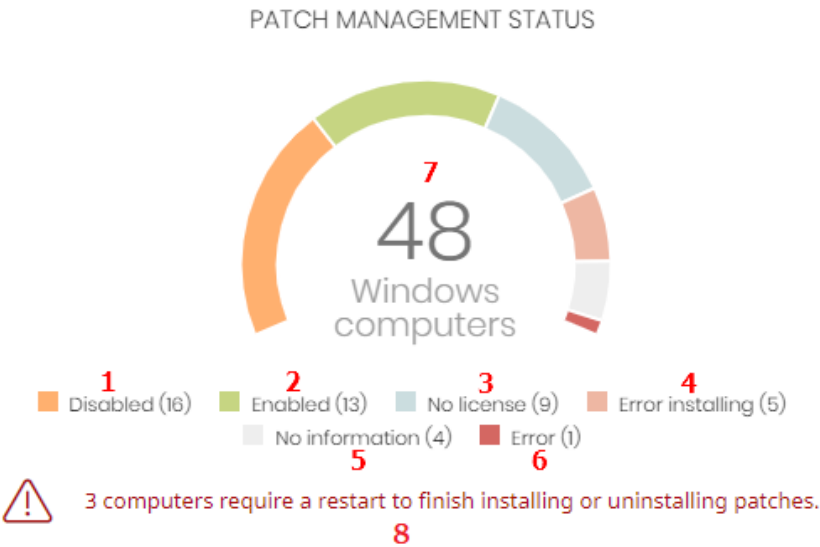 PATCH MANAGEMENT STATUS
7
48
Windows
computers
1 2 3 4
Disabled (16) Enabled (13) No license (9) Error installing (5)
No information (4) Error (1)
5 6
3 computers require a restart to finish installing or uninstalling patches.
8